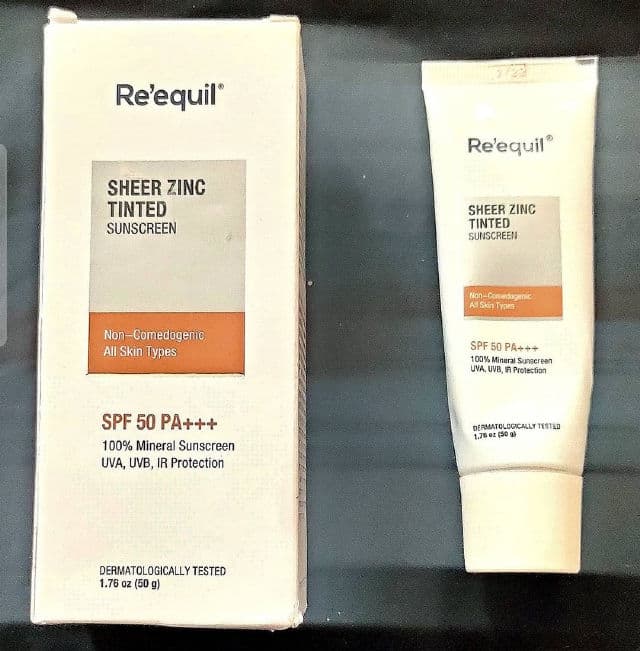 Re'equil®
SHEER ZINC
TINTED
SUNSCREEN
Non-Comedogenic
All Skin Types
SPF 50 PA+++
100% Mineral Sunscreen
UVA, UVB, IR Protection
DERMATOLOGICALLY TESTED
1.76 oz (50 g)
Re'equil®
SHEER ZINC
TINTED
SUNSCREEN
Non-Comedogenic
All Skin Types
SPF 50 PA+++
100% Mineral Sunscreen
UVA, UVB, IR Protection
DERMATOLOGICALLY TESTED
1.76 oz (50 g)